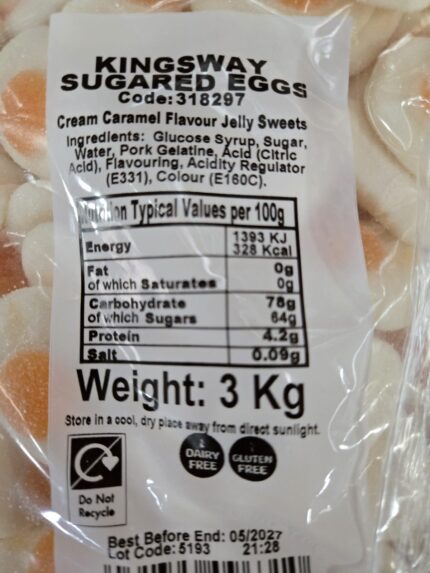 KINGSWAY
SUGARED EGGS
Code: 318297
Cream Caramel Flavour Jelly Sweets
Ingredients: Glucose Syrup, Sugar,
Water, Pork Gelatine, Acid (Citric
Acid), Flavouring, Acidity Regulator
(E331), Colour (E160C).
Typical Values per 100g
Energy 1393 KJ
328 Kcal
Fat 0g
of which Saturates 0g
Carbohydrate 78g
of which Sugars 64g
Protein 4.2g
Salt 0.09g
Weight: 3 Kg
Store in a cool, dry place away from direct sunlight.
DAIRY
FREE
GLUTEN
FREE
Do Not
Recycle
Best Before End: 05/2027
Lot Code: 5193 21:28